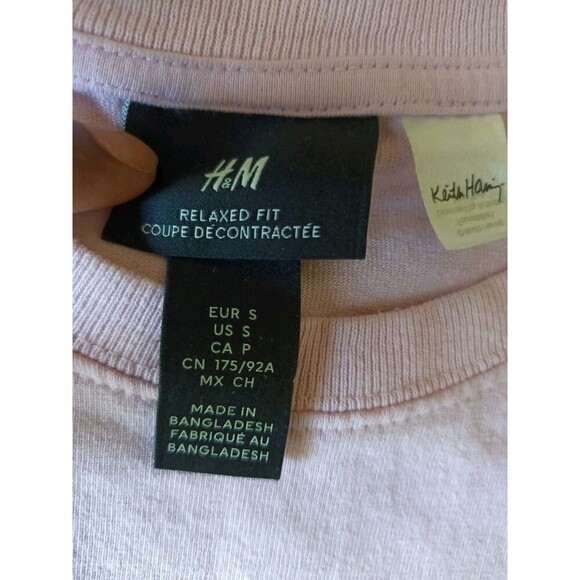 H&M
RELAXED FIT
COUPE DÉCONTRACTÉE
Keith Haring
EUR S
US S
CA P
CN 175/92A
MX CH
MADE IN
BANGLADESH
FABRIQUÉ AU
BANGLADESH